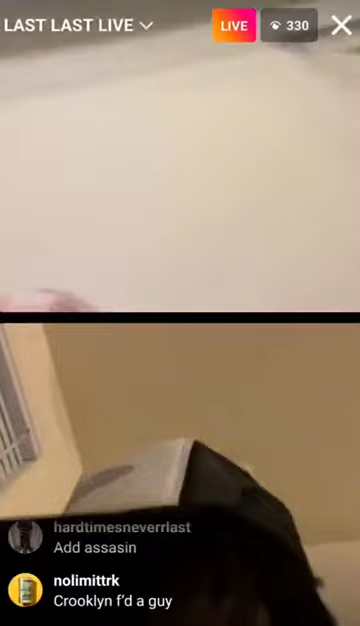 LAST LAST LIVE
LIVE
330
hardtimesneverrlast
Add assasin
nolimittrk
Crooklyn f'd a guy